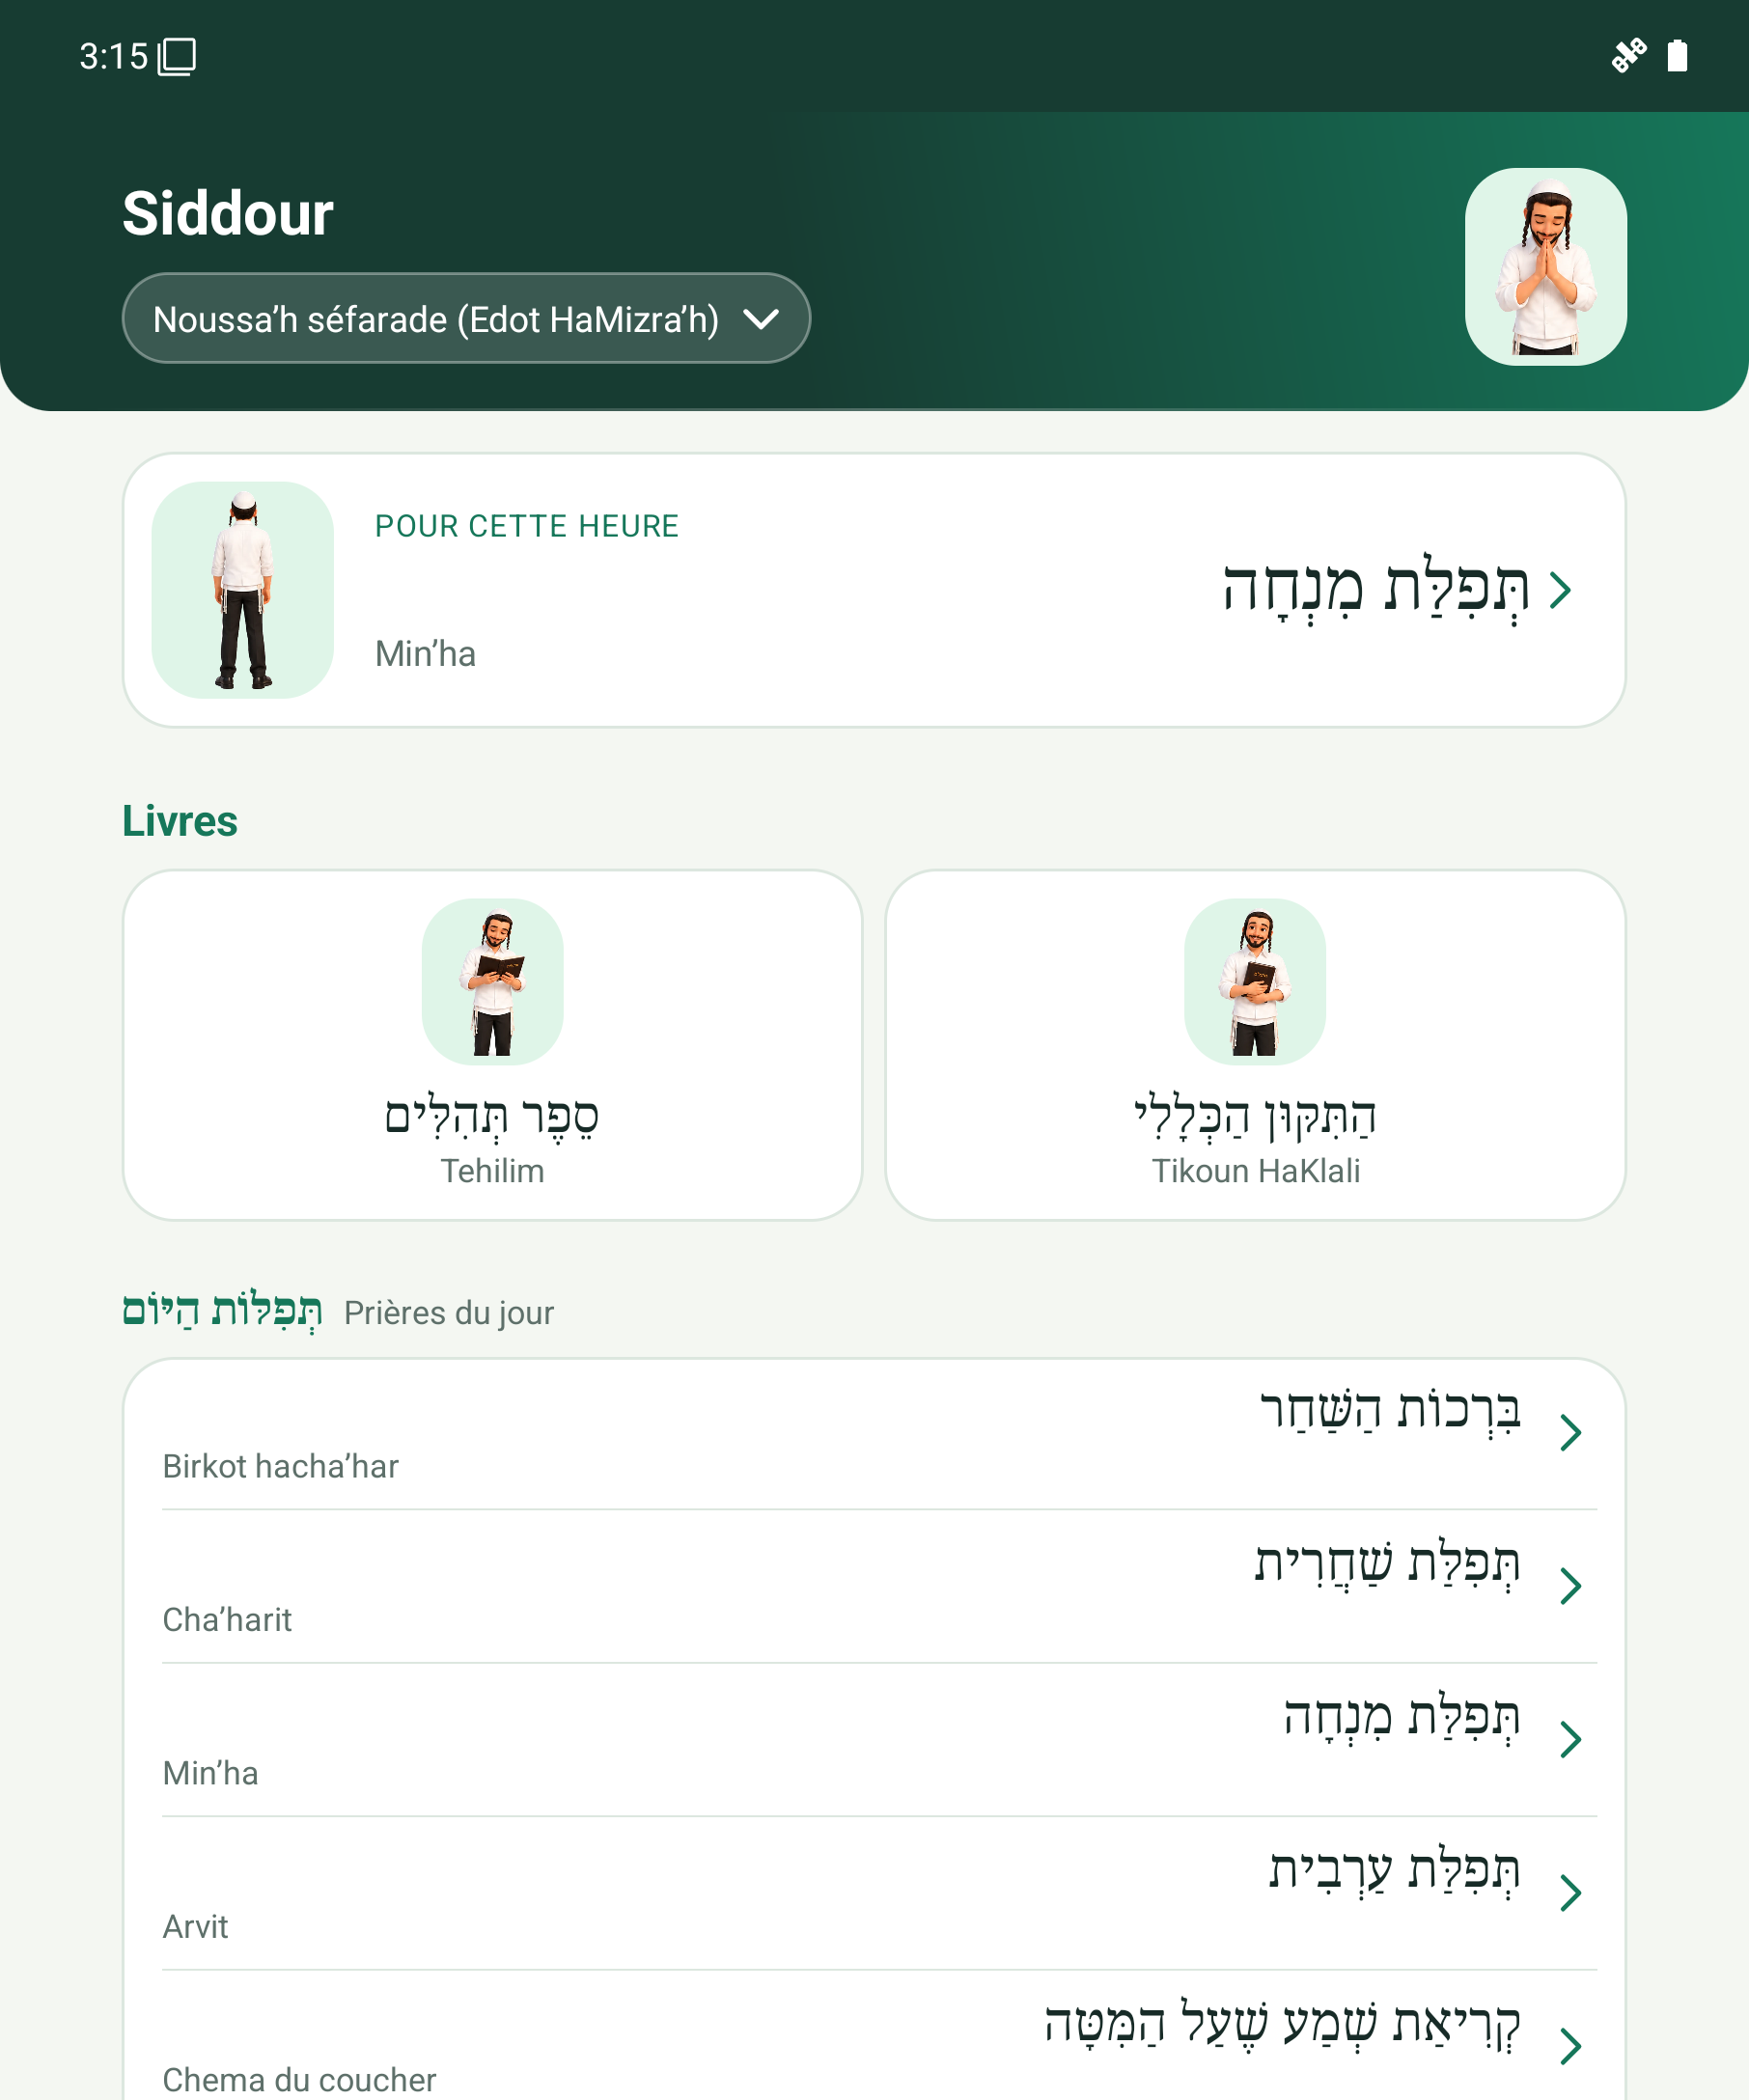 3:15
Siddour
Noussa’h séfarade (Edot HaMizra’h)
POUR CETTE HEURE
תְּפִלַּת מִנְחָה
Min’ha
Livres
סֵפֶר תְּהִלִּים
Tehilim
הַתִּקּוּן הַכְּלָלִי
Tikoun HaKlali
תְּפִלּוֹת הַיּוֹם Prières du jour
בִּרְכוֹת הַשַּׁחַר
Birkot hacha’har
תְּפִלַּת שַׁחֲרִית
Cha’harit
תְּפִלַּת מִנְחָה
Min’ha
תְּפִלַּת עַרְבִית
Arvit
קְרִיאַת שְׁמַע שֶׁעַל הַמִּטָּה
Chema du coucher